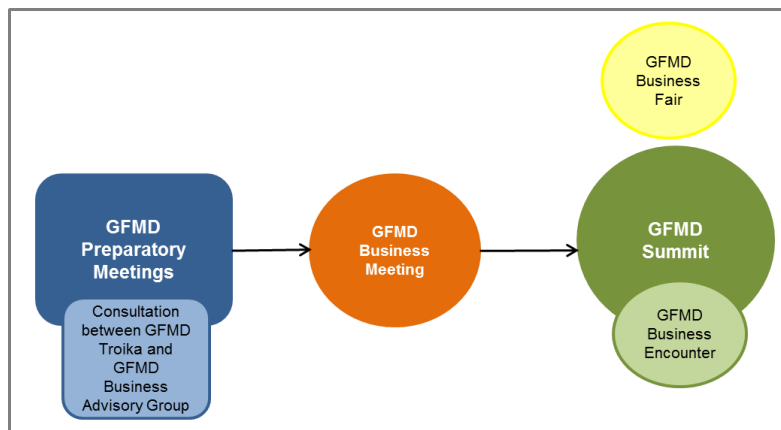 GFMD
Preparatory
Meetings
Consultation
between GFMD
Troika and
GFMD
Business
Advisory Group
GFMD
Business
Meeting
GFMD
Business
Fair
GFMD
Summit
GFMD
Business
Encounter